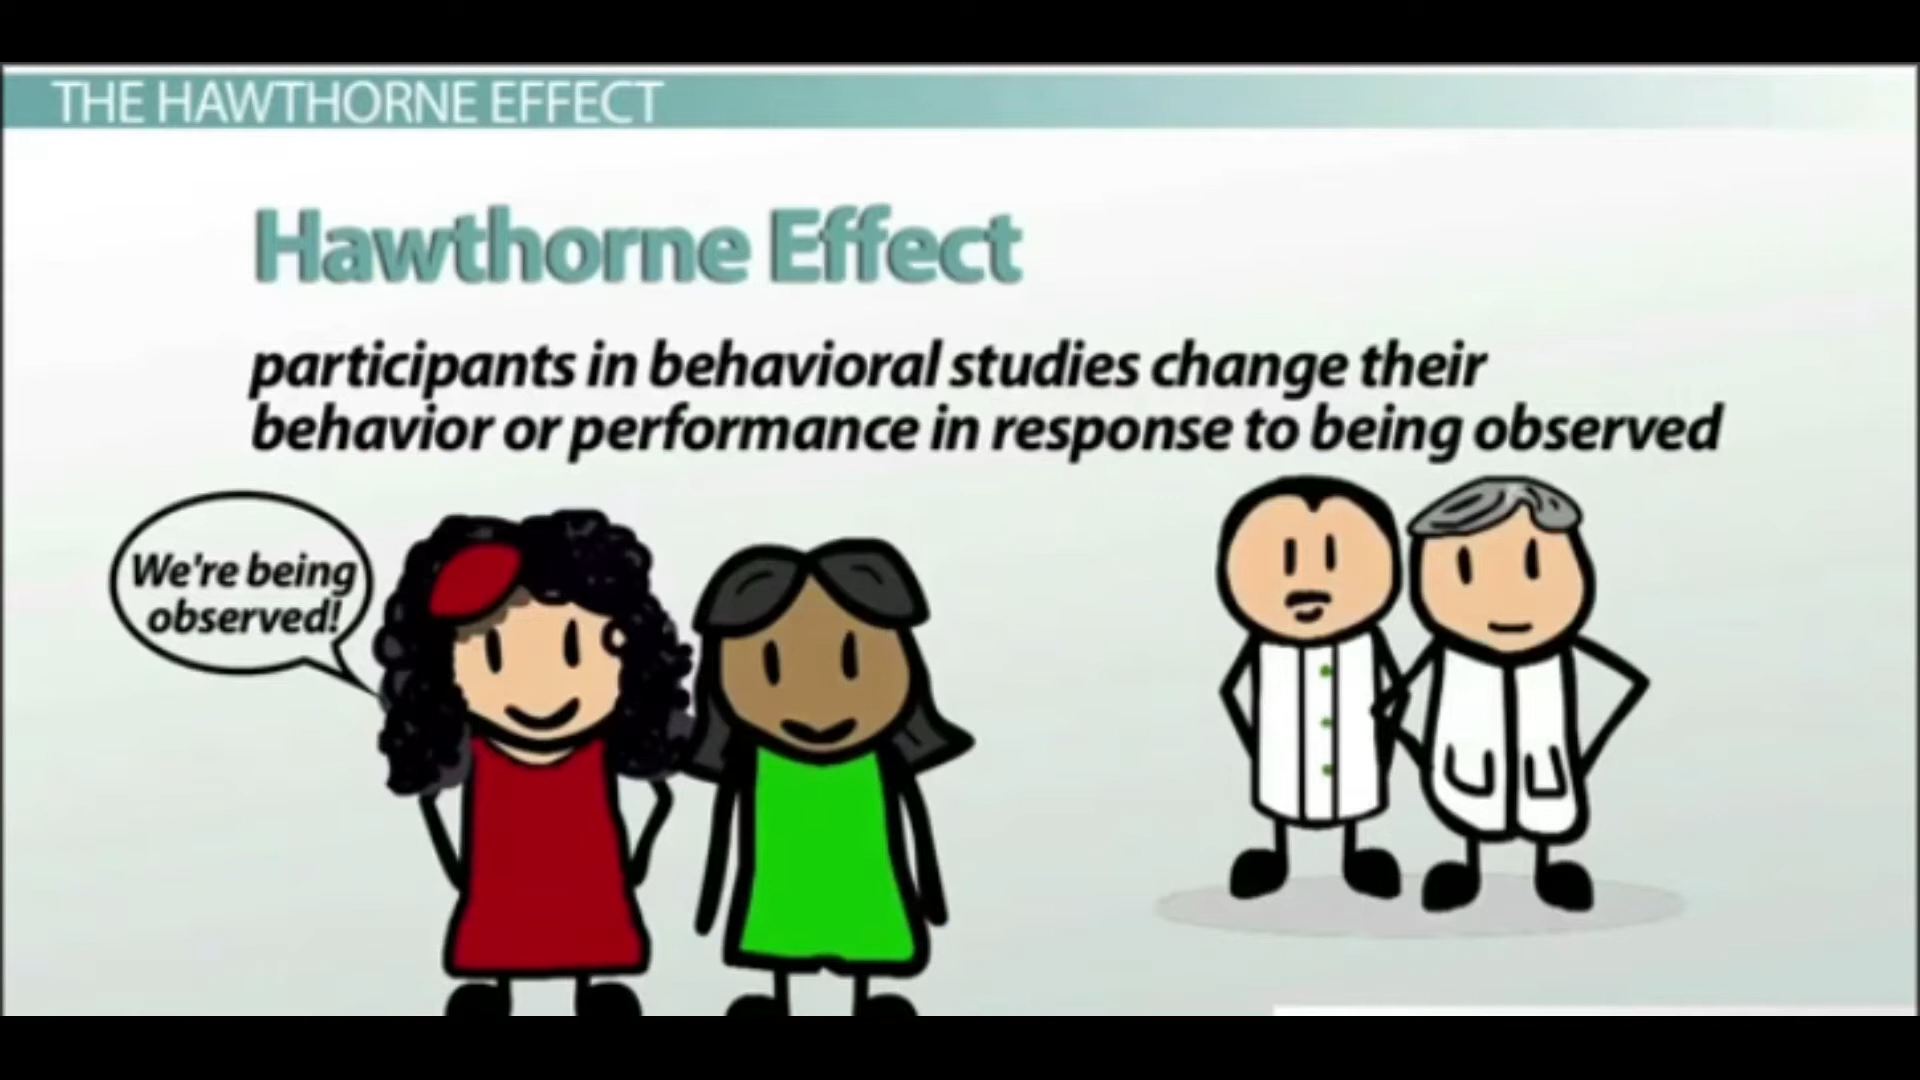 THE HAWTHORNE EFFECT
Hawthorne Effect
participants in behavioral studies change their
behavior or performance in response to being observed
We're being
observed!